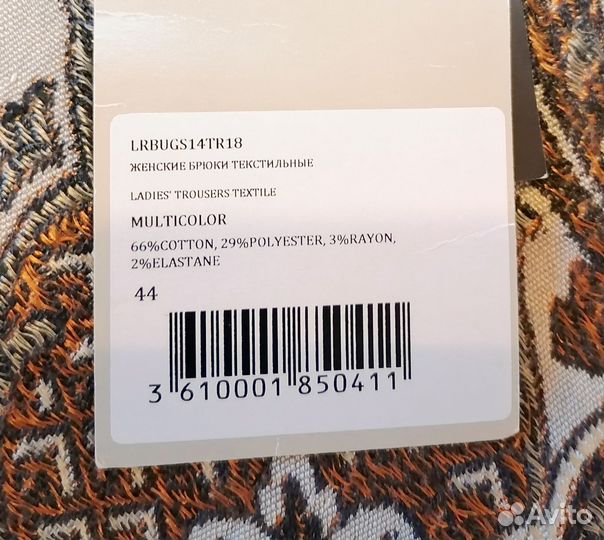 LRBUGS14TR18
ЖЕНСКИЕ БРЮКИ ТЕКСТИЛЬНЫЕ
LADIES' TROUSERS TEXTILE
MULTICOLOR
66%COTTON, 29%POLYESTER, 3%RAYON,
2%ELASTANE
44
3 610001 850411
Avito